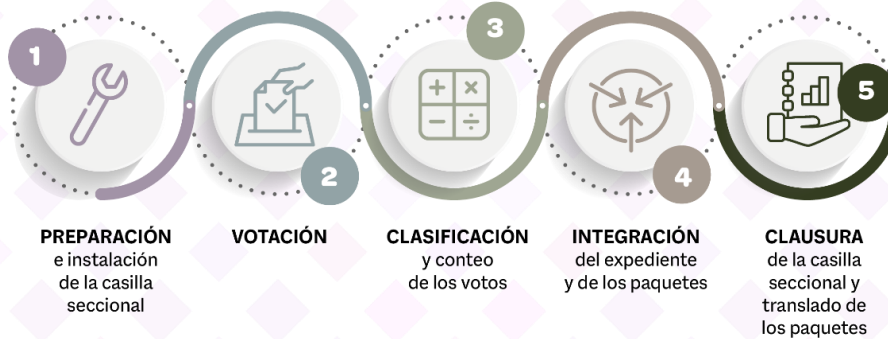 1
PREPARACIÓN
e instalación
de la casilla
seccional
2
VOTACIÓN
3
CLASIFICACIÓN
y conteo
de los votos
4
INTEGRACIÓN
del expediente
y de los paquetes
5
CLAUSURA
de la casilla
seccional y
translado de
los paquetes